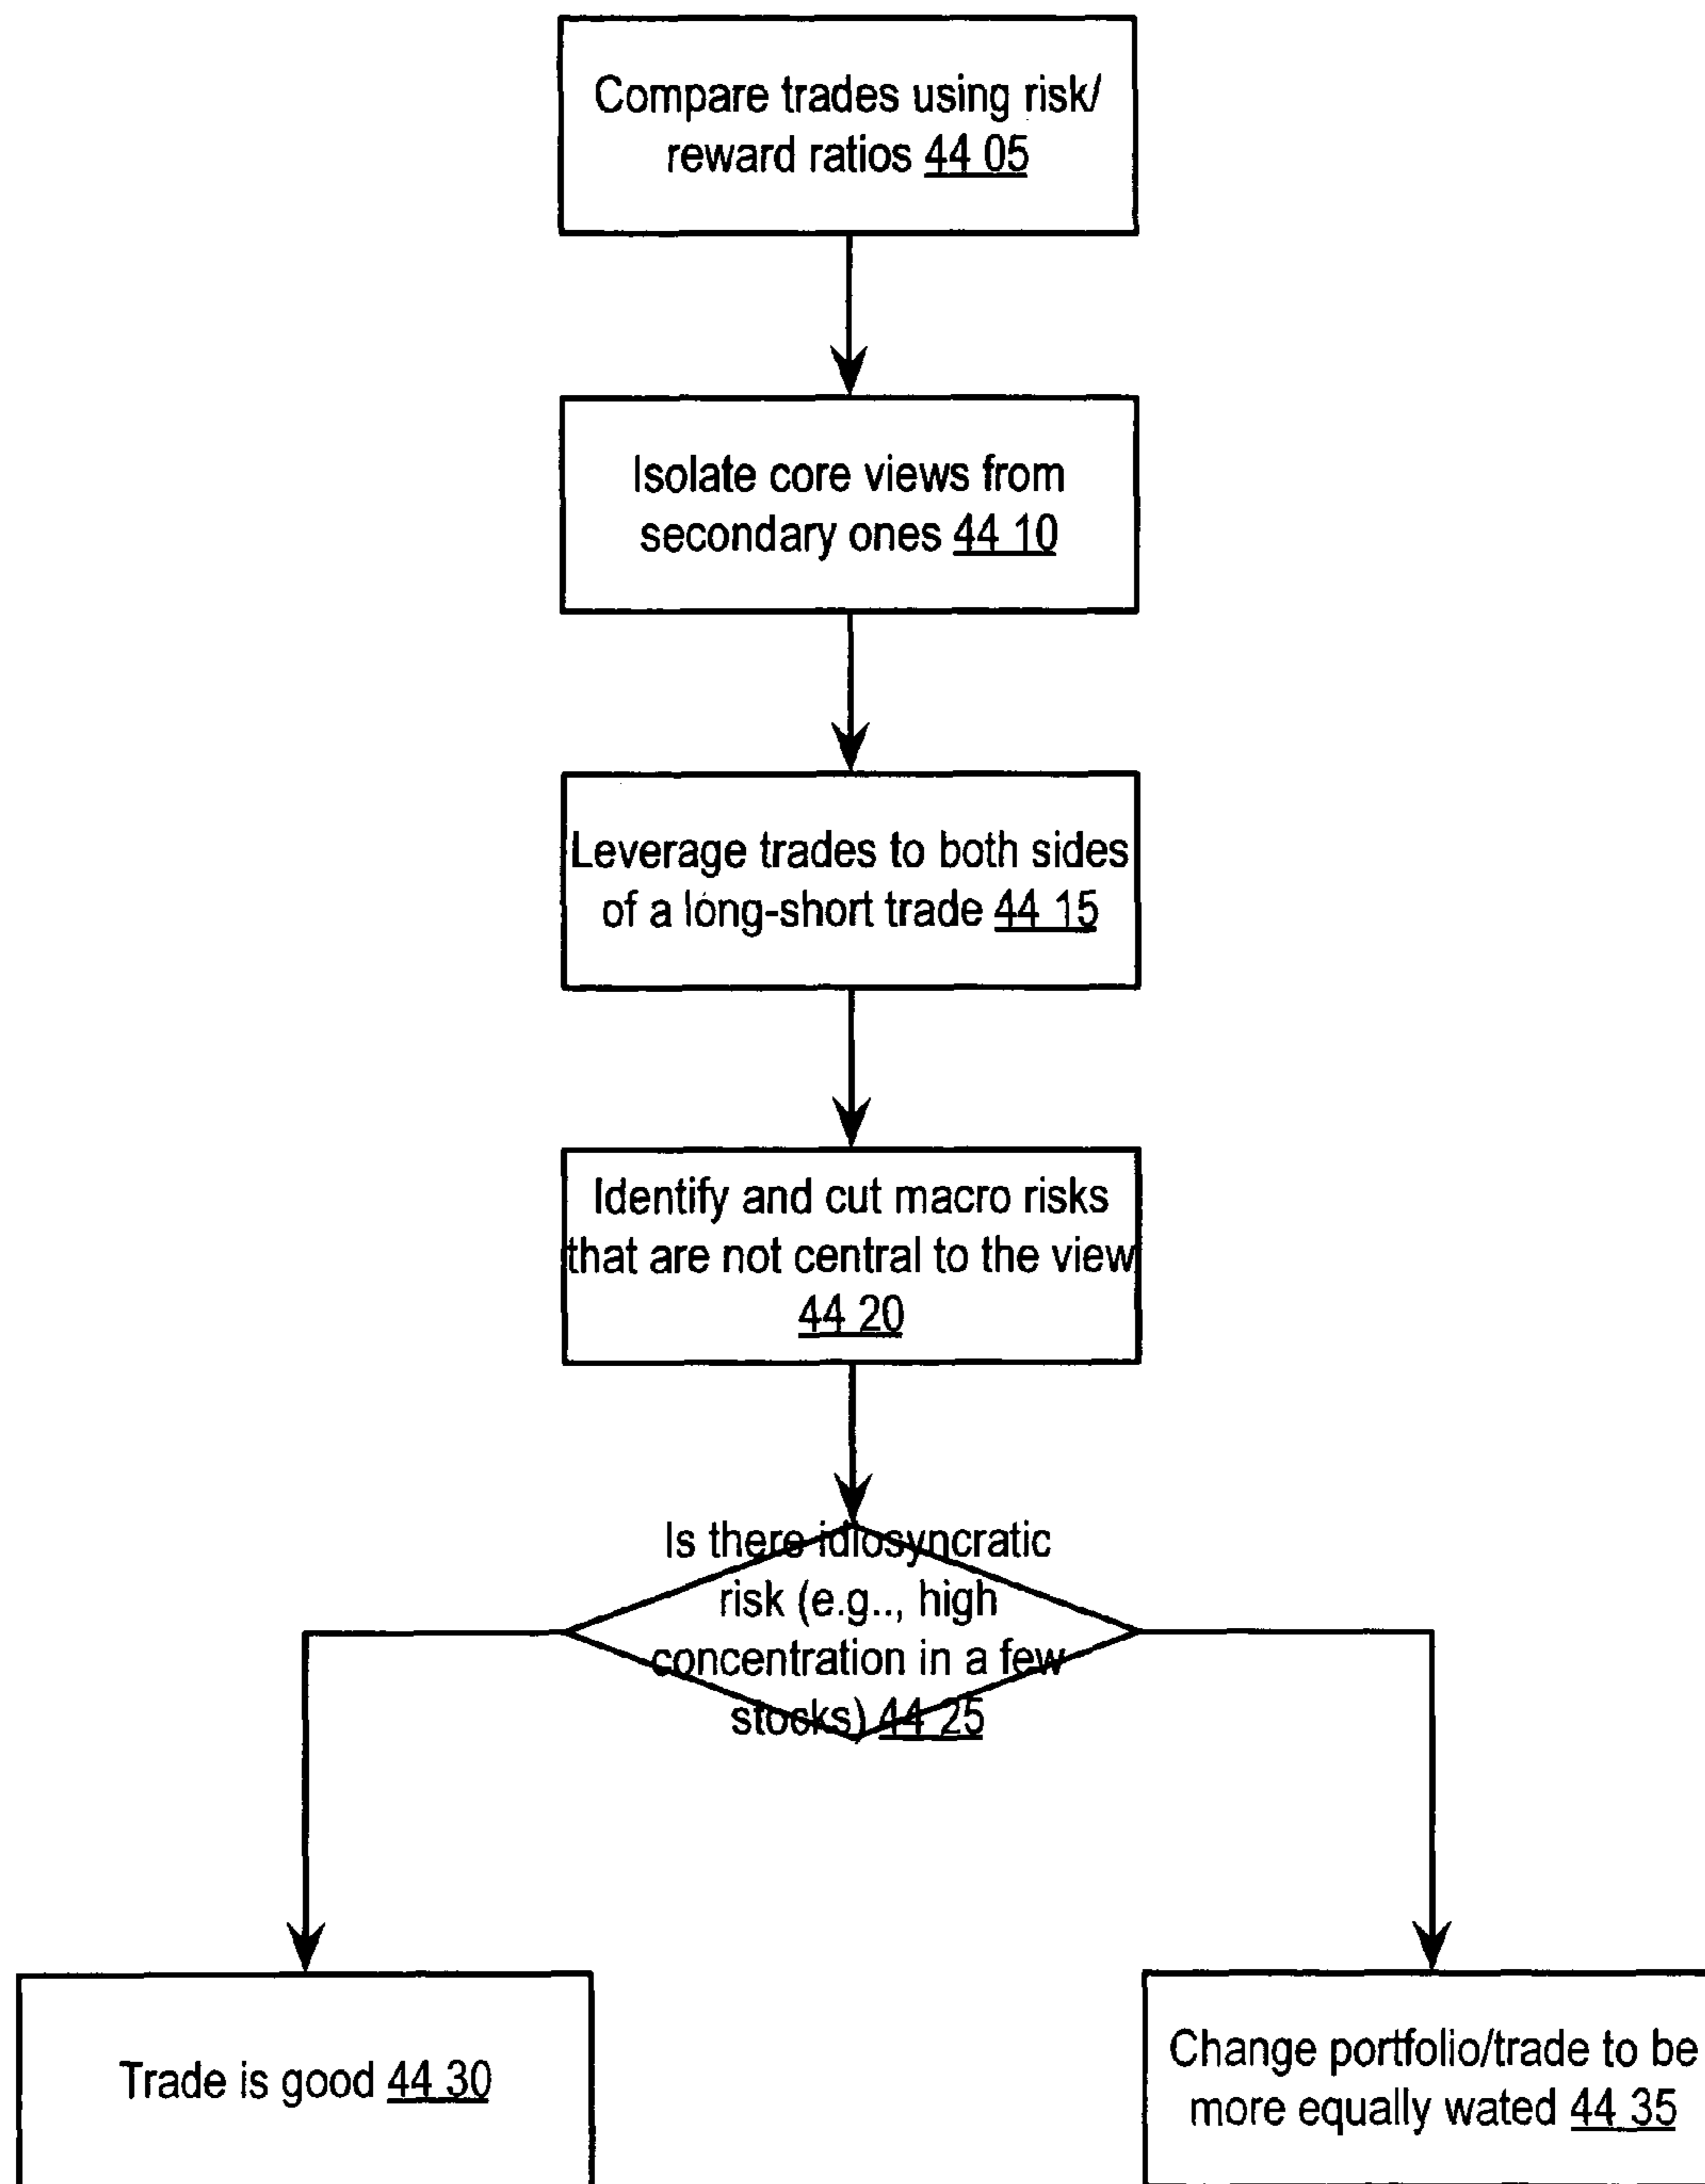 Compare trades using risk/
reward ratios 44 05
Isolate core views from
secondary ones 44 10
Leverage trades to both sides
of a long-short trade 44 15
Identify and cut macro risks
that are not central to the view
44 20
Is there idiosyncratic
risk (e.g.., high
concentration in a few
stocks) 44 25
Trade is good 44 30
Change portfolio/trade to be
more equally wated 44 35